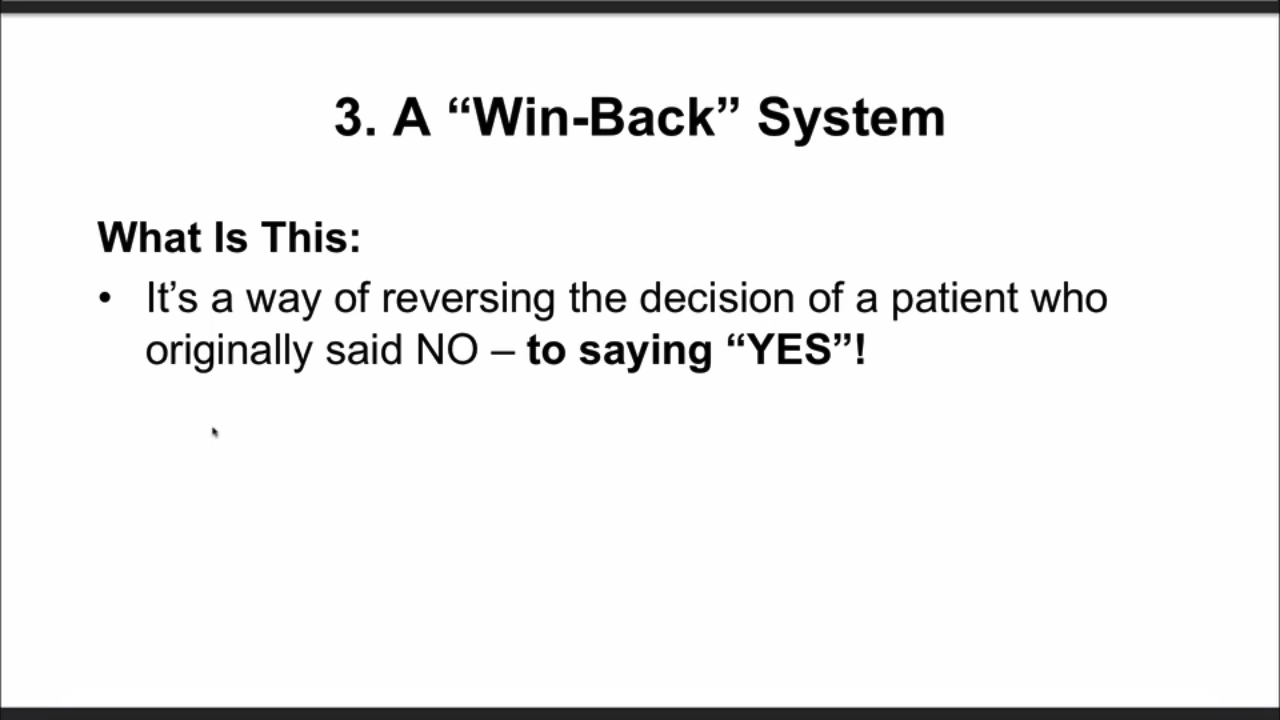 3. A “Win-Back” System
What Is This:
• It’s a way of reversing the decision of a patient who
originally said NO – to saying “YES”!